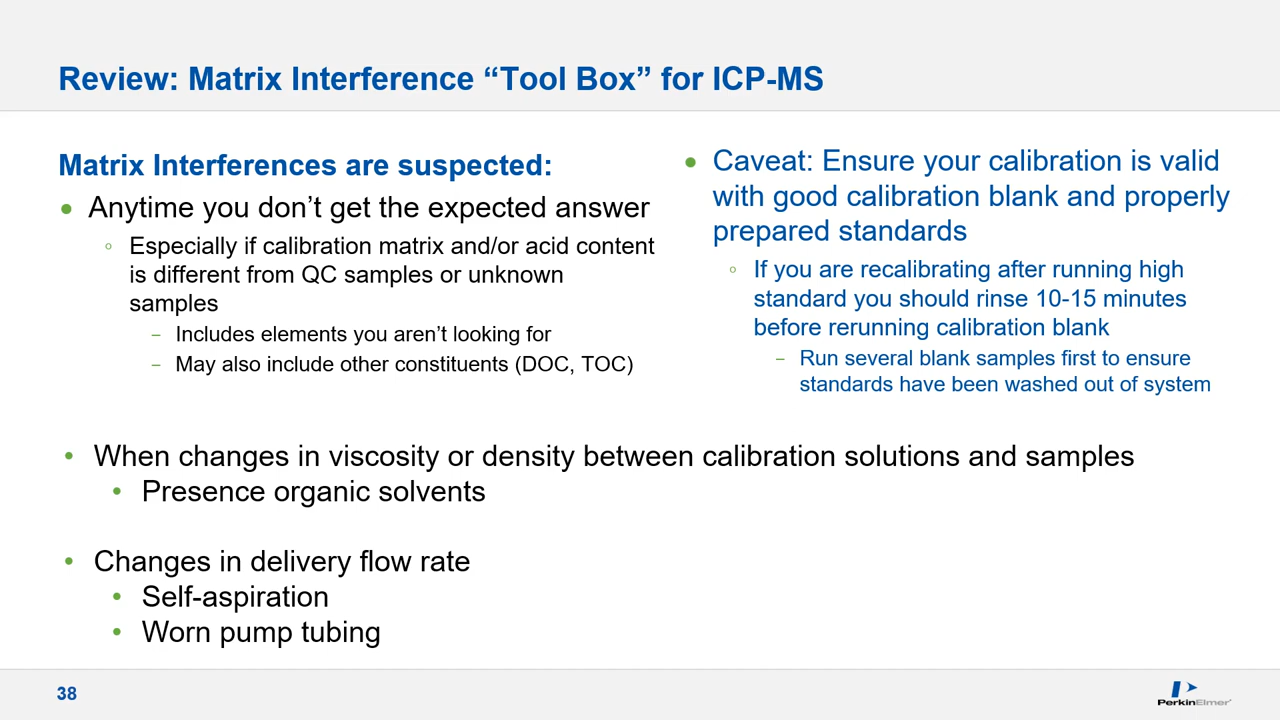 Review: Matrix Interference “Tool Box” for ICP-MS
Matrix Interferences are suspected:
• Anytime you don’t get the expected answer
◦ Especially if calibration matrix and/or acid content
is different from QC samples or unknown
samples
– Includes elements you aren’t looking for
– May also include other constituents (DOC, TOC)
• Caveat: Ensure your calibration is valid
with good calibration blank and properly
prepared standards
◦ If you are recalibrating after running high
standard you should rinse 10-15 minutes
before rerunning calibration blank
– Run several blank samples first to ensure
standards have been washed out of system
• When changes in viscosity or density between calibration solutions and samples
• Presence organic solvents
• Changes in delivery flow rate
• Self-aspiration
• Worn pump tubing
38
PerkinElmer